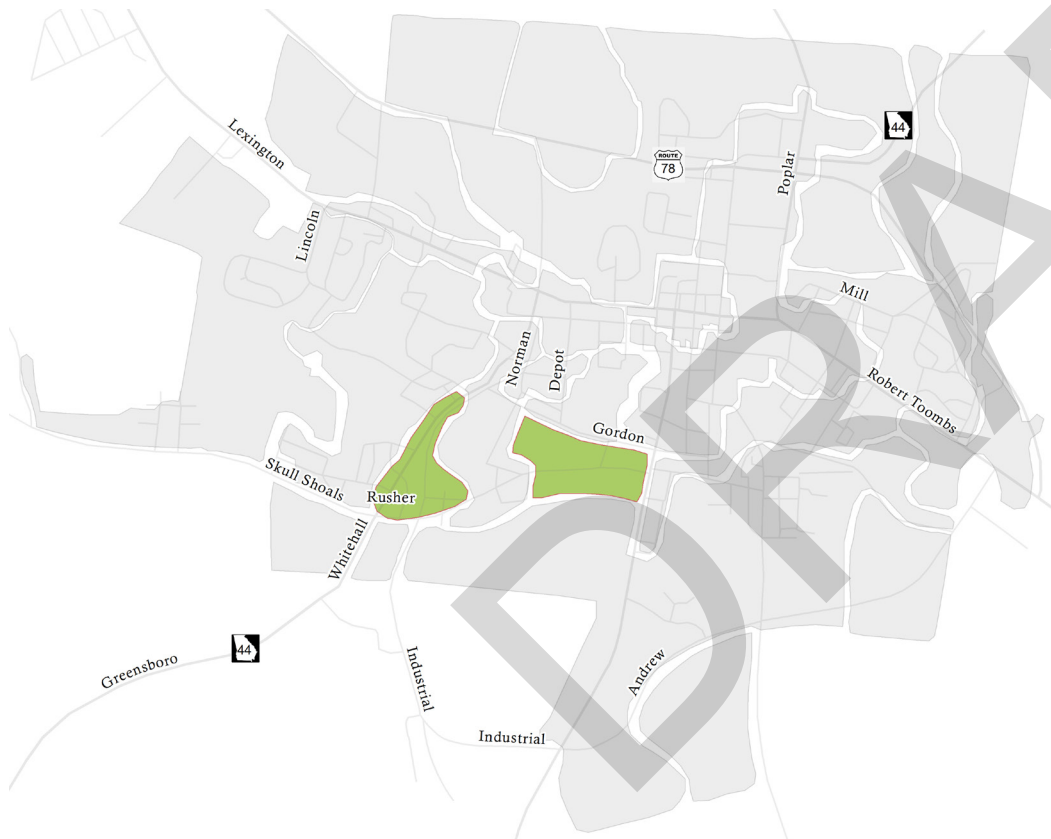 44
Lexington
ROUTE
78
Poplar
Lincoln
Mill
Norman
Depot
Robert Toombs
Gordon
Skull Shoals
Rusher
Whitehall
44
Greensboro
Industrial
Andrew
Industrial